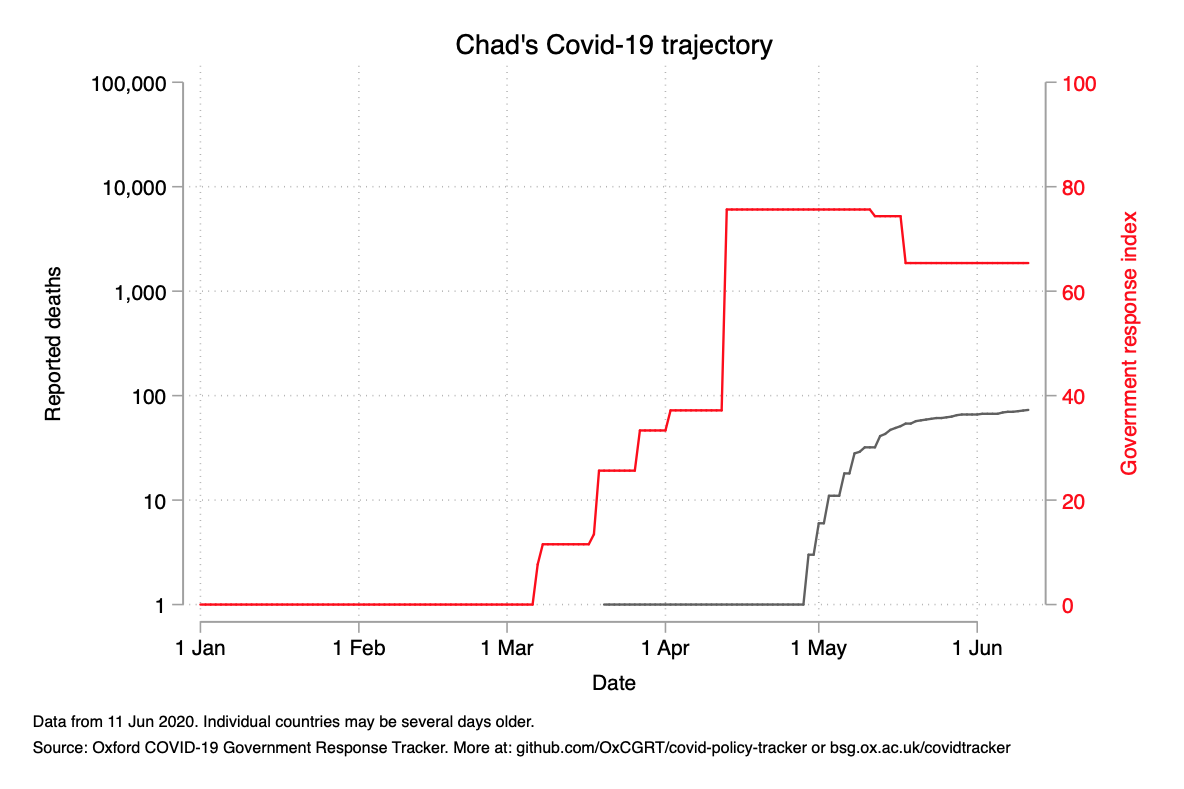 Chad's Covid-19 trajectory
100,000
10,000
1,000
100
10
1
Reported deaths
100
80
60
40
20
0
Government response index
1 Jan
1 Feb
1 Mar
1 Apr
1 May
1 Jun
Date
Data from 11 Jun 2020. Individual countries may be several days older.
Source: Oxford COVID-19 Government Response Tracker. More at: github.com/OxCGRT/covid-policy-tracker or bsg.ox.ac.uk/covidtracker